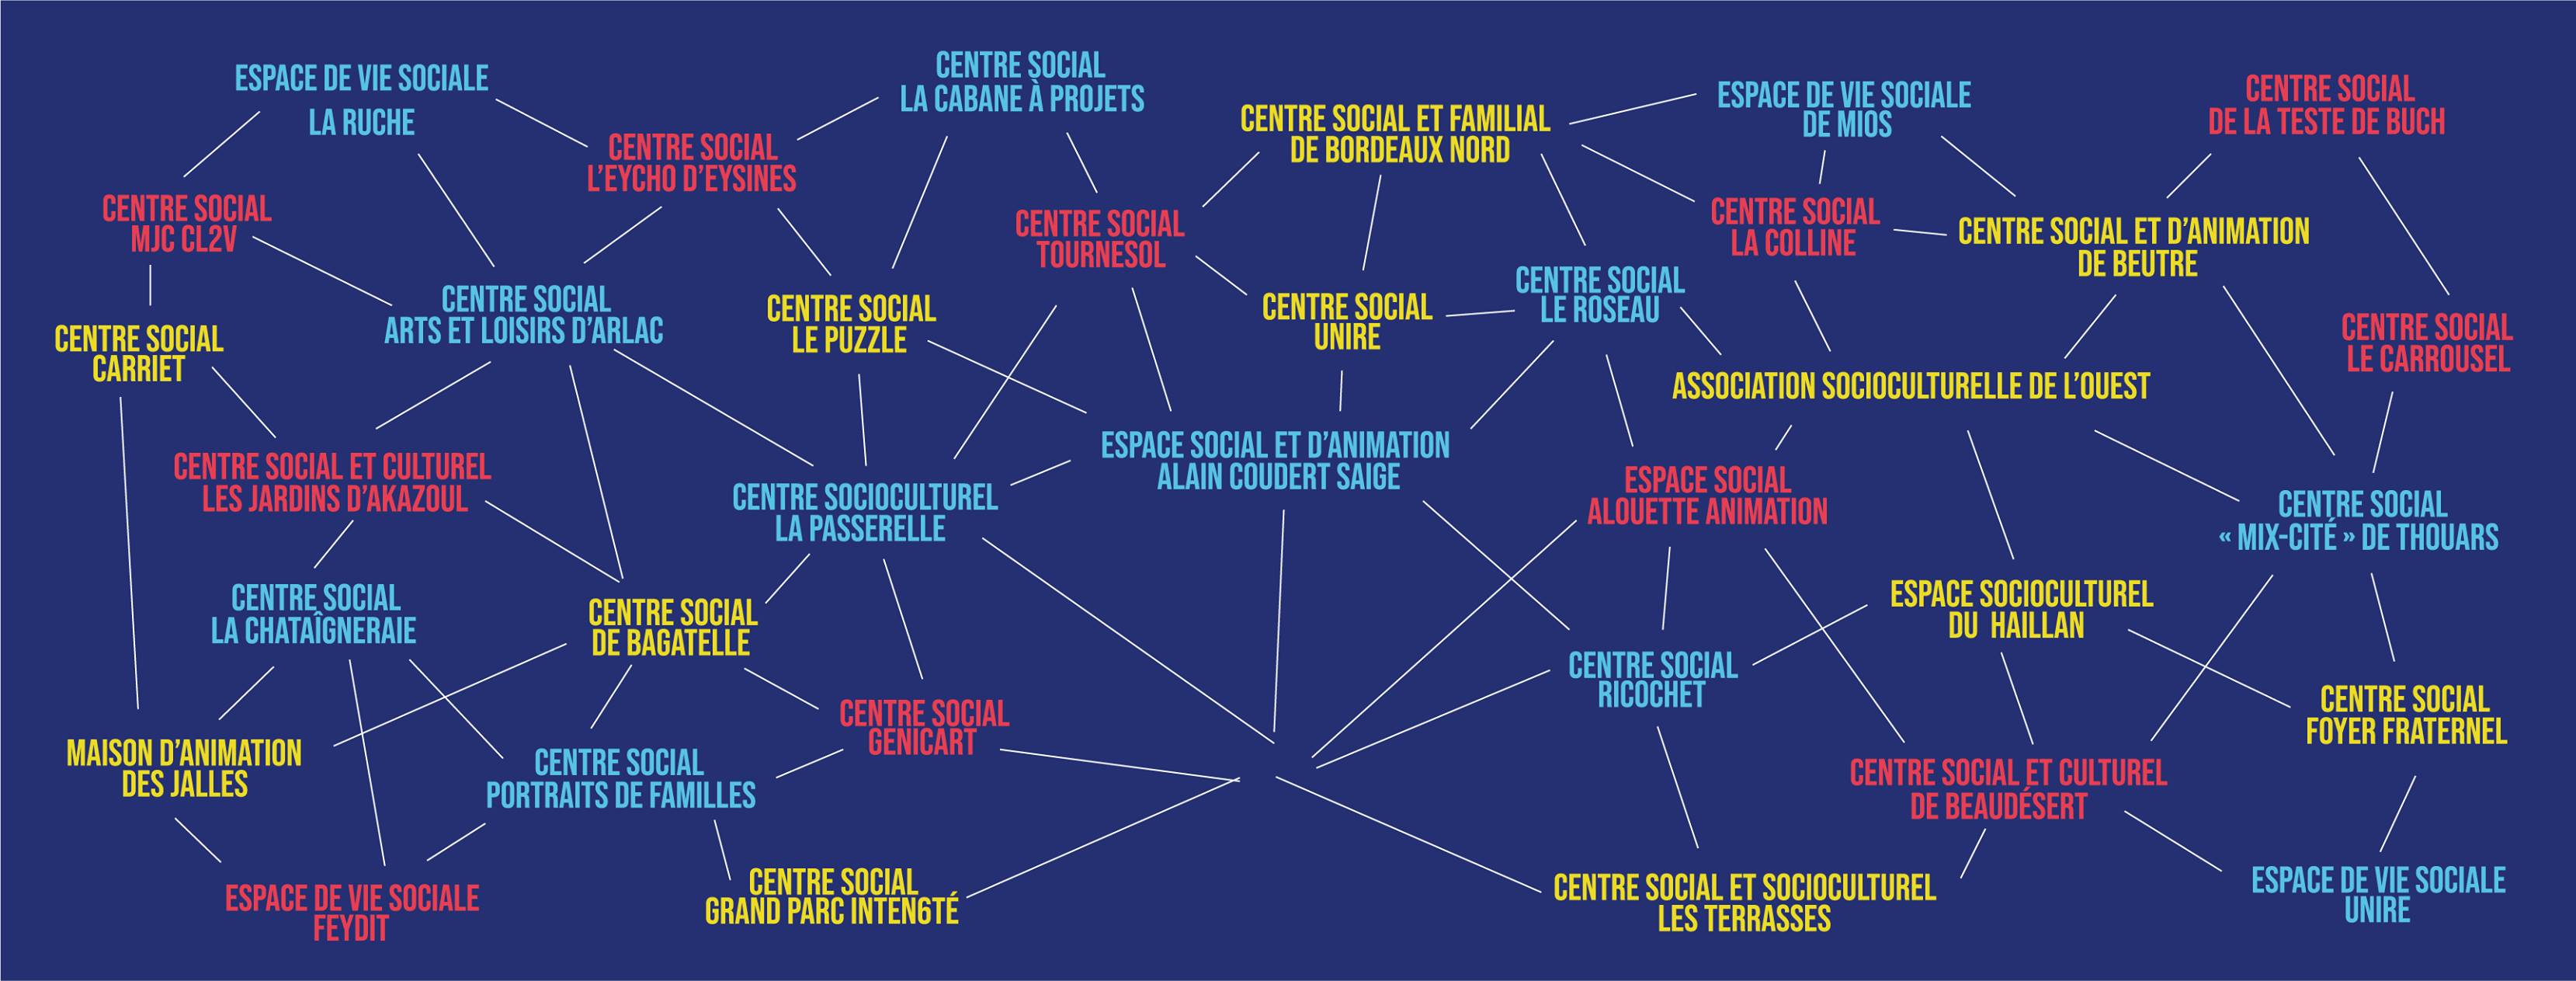 ESPACE DE VIE SOCIALE
LA RUCHE
CENTRE SOCIAL
LA CABANE À PROJETS
CENTRE SOCIAL ET FAMILIAL
DE BORDEAUX NORD
ESPACE DE VIE SOCIALE
DE MIOS
CENTRE SOCIAL
DE LA TESTE DE BUCH
CENTRE SOCIAL
L'EYCHO D'EYSINES
CENTRE SOCIAL
MJC CL2V
CENTRE SOCIAL
TOURNESOL
CENTRE SOCIAL
LA COLLINE
CENTRE SOCIAL ET D'ANIMATION
DE BEUTRE
CENTRE SOCIAL
ARTS ET LOISIRS D'ARLAC
CENTRE SOCIAL
LE PUZZLE
CENTRE SOCIAL
UNIRE
CENTRE SOCIAL
LE ROSEAU
CENTRE SOCIAL
CARRIET
CENTRE SOCIAL
LE CARROUSEL
ASSOCIATION SOCIOCULTURELLE DE L'OUEST
CENTRE SOCIAL ET CULTUREL
LES JARDINS D'AKAZOUL
CENTRE SOCIOCULTUREL
LA PASSERELLE
ESPACE SOCIAL ET D'ANIMATION
ALAIN COUDERT SAIGE
ESPACE SOCIAL
ALOUETTE ANIMATION
CENTRE SOCIAL
« MIX-CITÉ » DE THOUARS
CENTRE SOCIAL
LA CHATAÎGNERAIE
CENTRE SOCIAL
DE BAGATELLE
ESPACE SOCIOCULTUREL
DU HAILLAN
CENTRE SOCIAL
RICOCHET
CENTRE SOCIAL
GENICART
CENTRE SOCIAL
FOYER FRATERNEL
MAISON D'ANIMATION
DES JALLES
CENTRE SOCIAL
PORTRAITS DE FAMILLES
CENTRE SOCIAL ET CULTUREL
DE BEAUDÉSERT
ESPACE DE VIE SOCIALE
FEYDIT
CENTRE SOCIAL
GRAND PARC INTEN6TÉ
CENTRE SOCIAL ET SOCIOCULTUREL
LES TERRASSES
ESPACE DE VIE SOCIALE
UNIRE